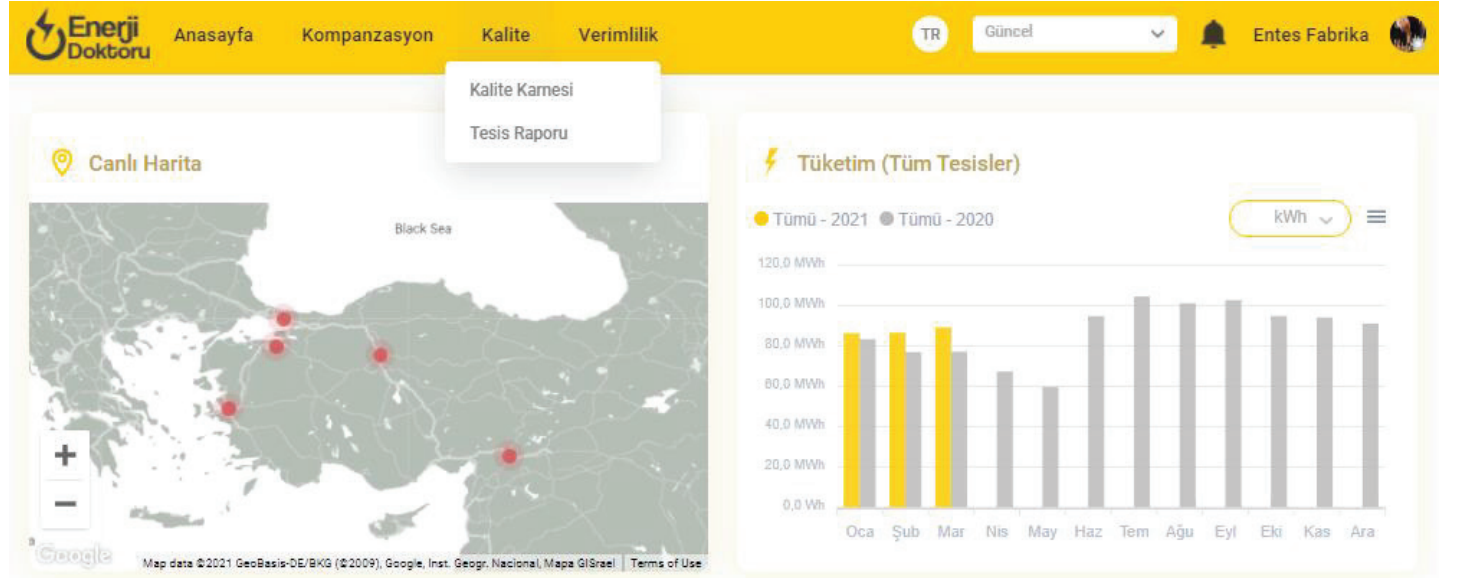 Enerji
Doktoru
Anasayfa
Kompanzasyon
Kalite
Verimlilik
TR
Güncel
Entes Fabrika
Kalite Karnesi
Tesis Raporu
Canlı Harita
Black Sea
+
−
Google
Map data ©2021 GeoBasis-DE/BKG (©2009), Google, Inst. Geogr. Nacional, Mapa GISrael
Terms of Use
Tüketim (Tüm Tesisler)
Tümü - 2021
Tümü - 2020
kWh
120,0 MWh
100,0 MWh
80,0 MWh
60,0 MWh
40,0 MWh
20,0 MWh
0,0 Wh
Oca Şub Mar Nis May Haz Tem Ağu Eyl Eki Kas Ara